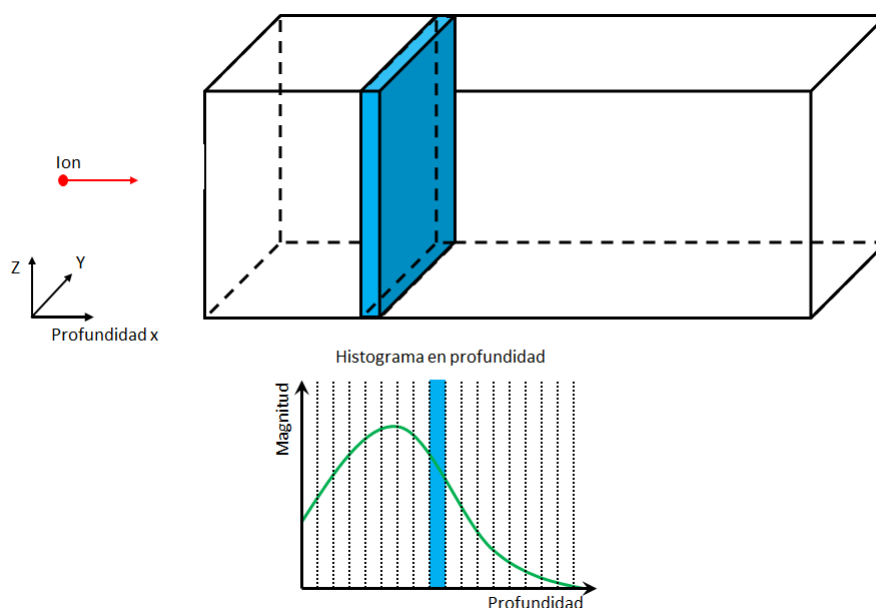 Ion
Z
Y
Profundidad x
Histograma en profundidad
Magnitud
Profundidad